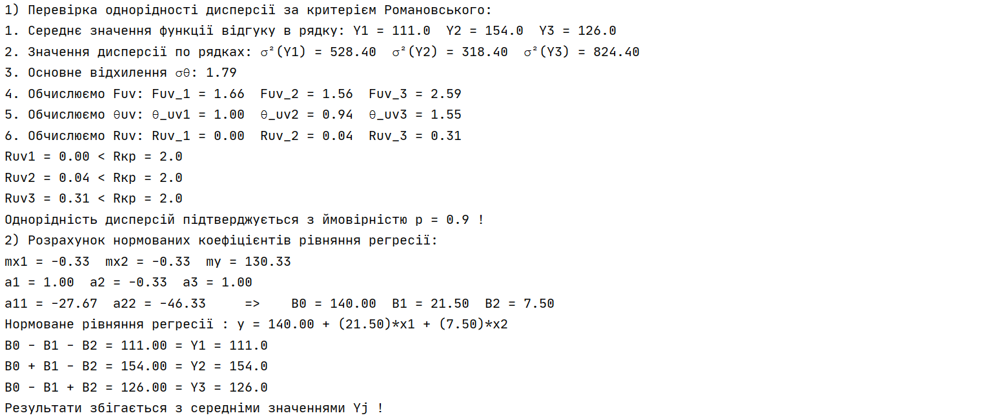 1) Перевірка однорідності дисперсії за критерієм Романовського:
1. Середнє значення функції відгуку в рядку: Y1 = 111.0  Y2 = 154.0  Y3 = 126.0
2. Значення дисперсії по рядках: σ²(Y1) = 528.40  σ²(Y2) = 318.40  σ²(Y3) = 824.40
3. Основне відхилення σθ: 1.79
4. Обчислюємо Fuv: Fuv_1 = 1.66  Fuv_2 = 1.56  Fuv_3 = 2.59
5. Обчислюємо θuv: θ_uv1 = 1.00  θ_uv2 = 0.94  θ_uv3 = 1.55
6. Обчислюємо Ruv: Ruv_1 = 0.00  Ruv_2 = 0.04  Ruv_3 = 0.31
Ruv1 = 0.00 < Rкр = 2.0
Ruv2 = 0.04 < Rкр = 2.0
Ruv3 = 0.31 < Rкр = 2.0
Однорідність дисперсій підтверджується з ймовірністю p = 0.9 !
2) Розрахунок нормованих коефіцієнтів рівняння регресії:
mx1 = -0.33  mx2 = -0.33  my = 130.33
a1 = 1.00  a2 = -0.33  a3 = 1.00
a11 = -27.67  a22 = -46.33     =>    B0 = 140.00  B1 = 21.50  B2 = 7.50
Нормоване рівняння регресії : y = 140.00 + (21.50)*x1 + (7.50)*x2
B0 - B1 - B2 = 111.00 = Y1 = 111.0
B0 + B1 - B2 = 154.00 = Y2 = 154.0
B0 - B1 + B2 = 126.00 = Y3 = 126.0
Результати збігається з середніми значеннями Yj !